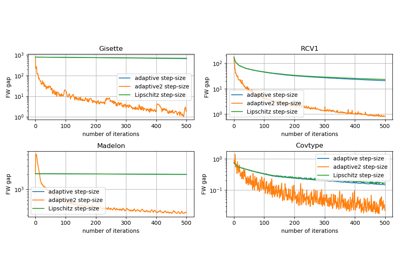 Gisette
10³
10²
10¹
10⁰
FW gap
adaptive step-size
adaptive2 step-size
Lipschitz step-size
0 100 200 300 400 500
number of iterations
RCV1
10²
10¹
10⁰
FW gap
adaptive step-size
adaptive2 step-size
Lipschitz step-size
0 100 200 300 400 500
number of iterations
Madelon
10³
FW gap
adaptive step-size
adaptive2 step-size
Lipschitz step-size
0 100 200 300 400 500
number of iterations
Covtype
10⁰
10⁻¹
FW gap
adaptive step-size
adaptive2 step-size
Lipschitz step-size
0 100 200 300 400 500
number of iterations